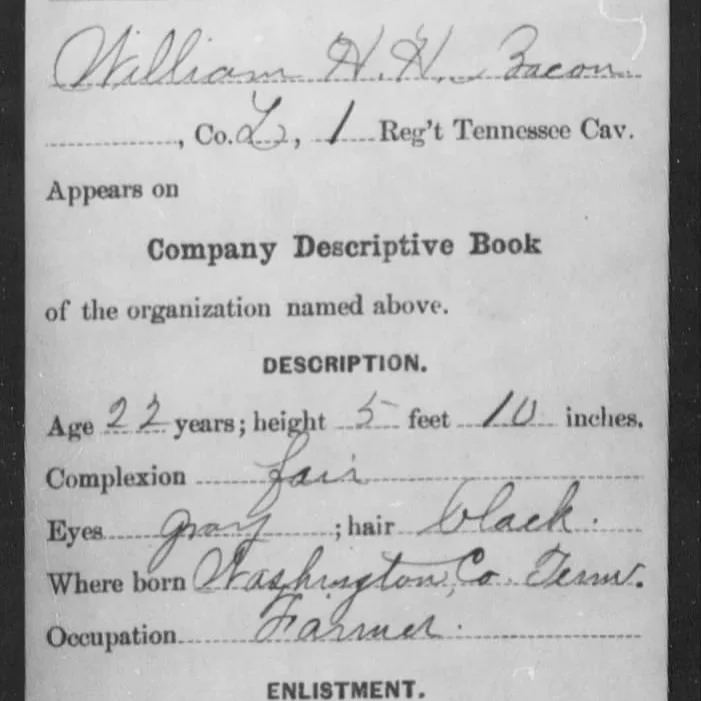 William H. H. Bacon
, Co. L, 1 Reg't Tennessee Cav.
Appears on
Company Descriptive Book
of the organization named above.
DESCRIPTION.
Age 22 years; height 5 feet 10 inches.
Complexion fair
Eyes gray ; hair black.
Where born Washington Co. Tenn.
Occupation Farmer.
ENLISTMENT.